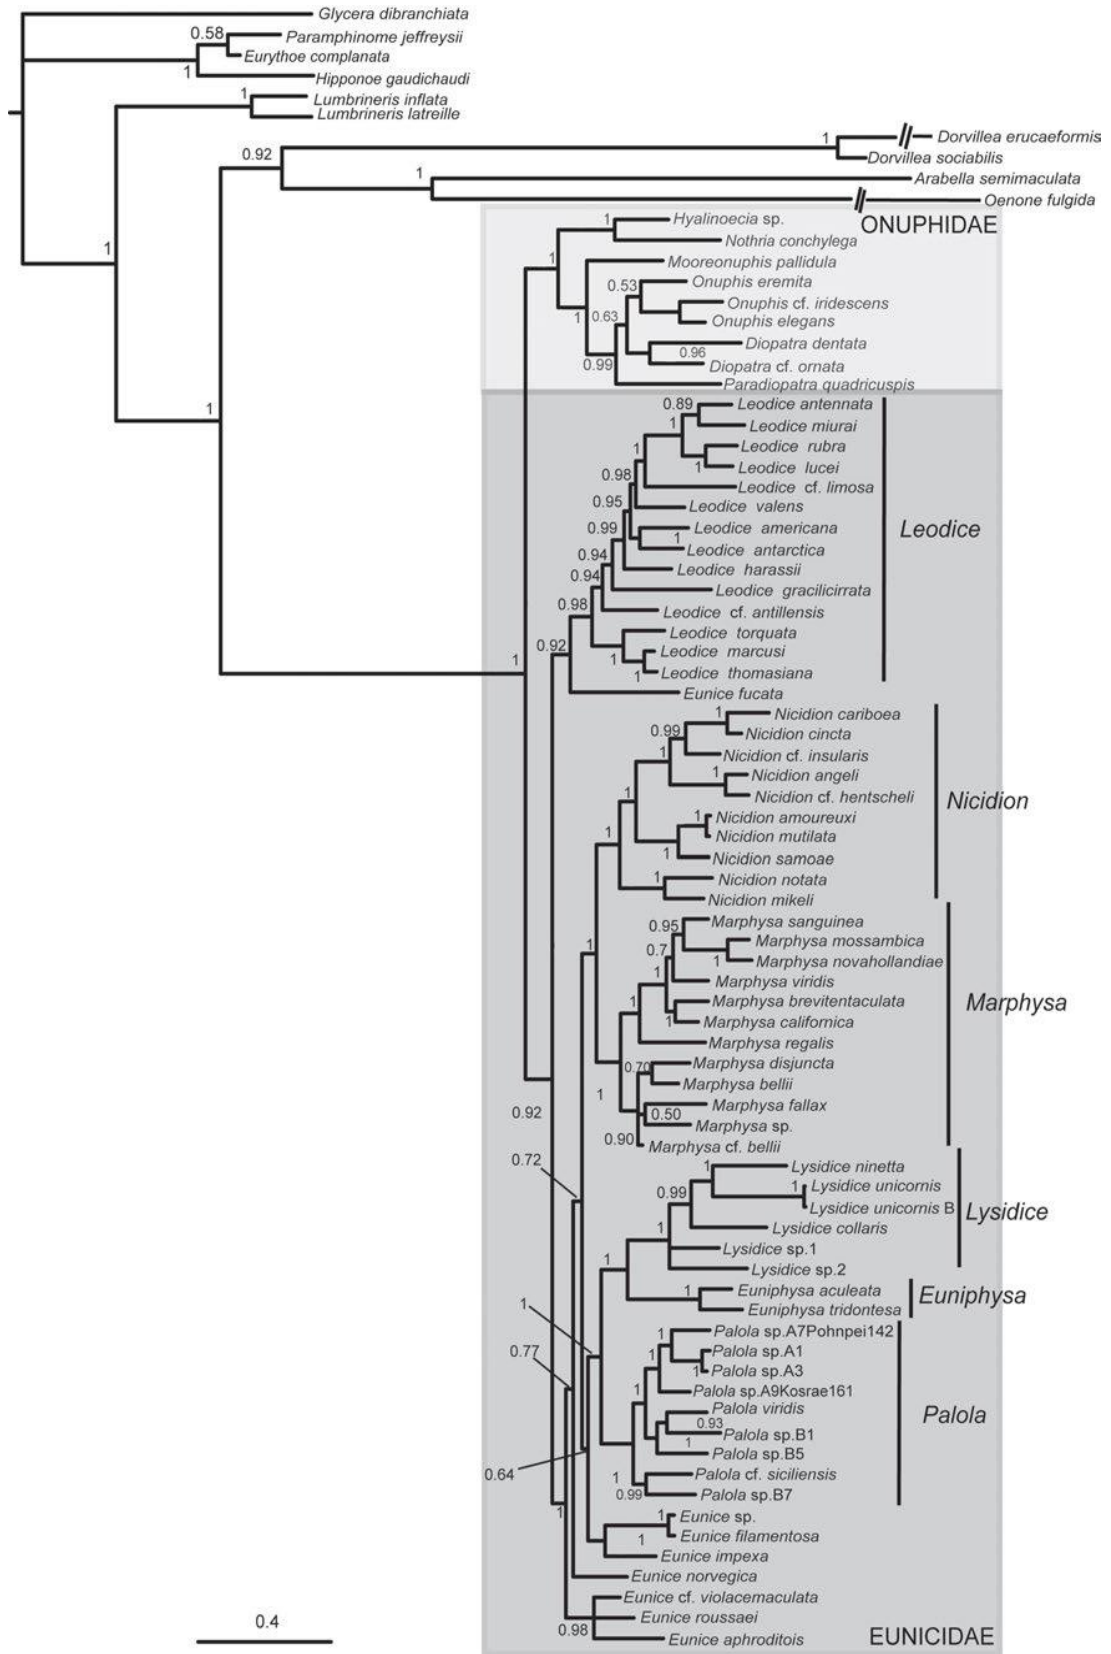 Glycera dibranchiata
0.58
Paramphinome jeffreysii
Eurythoe complanata
1
Hipponoe gaudichaudi
1
Lumbrineris inflata
Lumbrineris latreille
1
Dorvillea erucaeformis
0.92
Dorvillea sociabilis
1
Arabella semimaculata
Oenone fulgida
1
Hyalinoecia sp.
ONUPHIDAE
Nothria conchylega
1
1
Mooreonuphis pallidula
0.53
Onuphis eremita
Onuphis cf. iridescens
1
0.63
Onuphis elegans
Diopatra dentata
0.96
0.99
Diopatra cf. ornata
Paradiopatra quadricuspis
1
0.89
Leodice antennata
1
Leodice miurai
1
Leodice rubra
1
Leodice lucei
0.98
Leodice cf. limosa
0.95
Leodice valens
0.99
Leodice americana
Leodice
1
Leodice antarctica
0.94
Leodice harassii
0.94
Leodice gracilicirrata
0.98
Leodice cf. antillensis
Leodice torquata
0.92
1
Leodice marcusi
1
1
Leodice thomasiana
Eunice fucata
1
Nicidion cariboea
0.99
Nicidion cincta
1
Nicidion cf. insularis
1
Nicidion angeli
1
Nicidion cf. hentscheli
Nicidion
1
Nicidion amoureuxi
1
Nicidion mutilata
1
Nicidion samoae
1
Nicidion notata
Nicidion mikeli
0.95
Marphysa sanguinea
1
0.7
Marphysa mossambica
1
Marphysa novahollandiae
1
Marphysa viridis
1
Marphysa brevitentaculata
Marphysa
1
Marphysa californica
Marphysa regalis
0.70
Marphysa disjuncta
Marphysa bellii
1
Marphysa fallax
0.92
0.50
Marphysa sp.
0.90
Marphysa cf. bellii
0.72
1
Lysidice ninetta
0.99
1
Lysidice unicornis
Lysidice unicornis B
Lysidice
1
Lysidice collaris
1
Lysidice sp.1
Lysidice sp.2
1
Euniphysa aculeata
Euniphysa
1
Euniphysa tridontesa
1
Palola sp.A7Pohnpei142
0.77
1
Palola sp.A1
1
Palola sp.A3
1
Palola sp.A9Kosrae161
Palola viridis
Palola
0.93
Palola sp.B1
1
Palola sp.B5
0.64
1
Palola cf. siciliensis
0.99
Palola sp.B7
1
1
Eunice sp.
1
Eunice filamentosa
Eunice impexa
Eunice norvegica
Eunice cf. violacemaculata
0.4
0.98
Eunice roussaei
Eunice aphroditois
EUNICIDAE